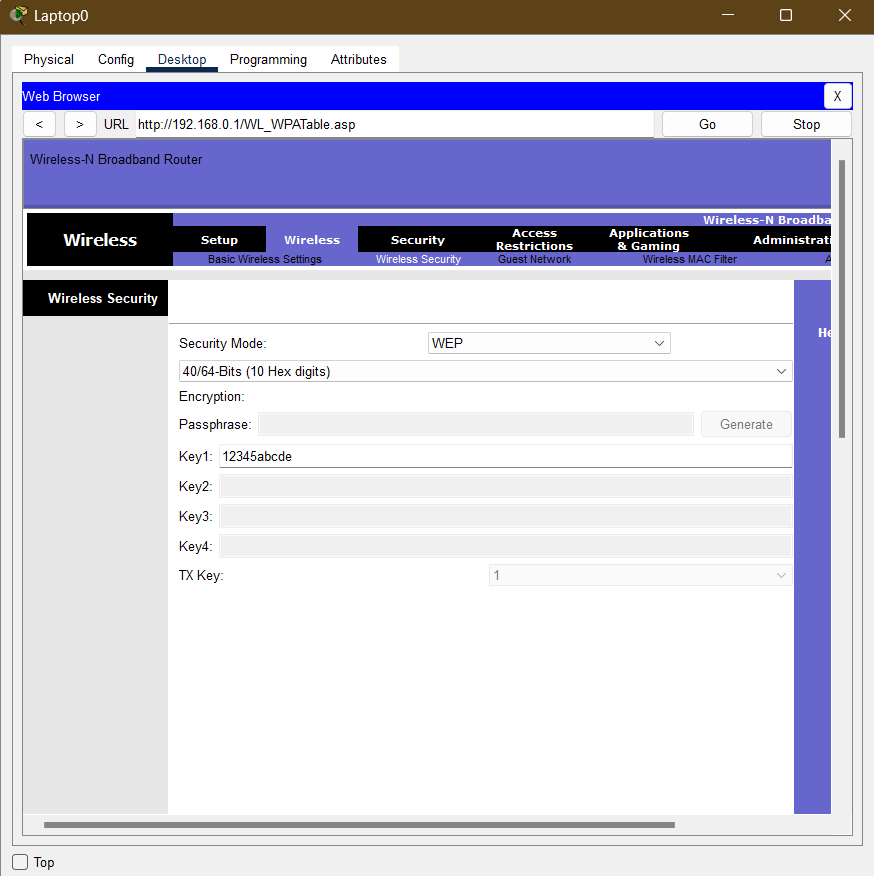 Laptop0
Physical Config Desktop Programming Attributes
Web Browser X
< > URL http://192.168.0.1/WL_WPATable.asp Go Stop
Wireless-N Broadband Router
Wireless-N Broadba
Wireless Setup Wireless Security Access Restrictions Applications & Gaming Administrati
Basic Wireless Settings Wireless Security Guest Network Wireless MAC Filter A
Wireless Security
He
Security Mode: WEP
40/64-Bits (10 Hex digits)
Encryption:
Passphrase: Generate
Key1: 12345abcde
Key2:
Key3:
Key4:
TX Key: 1
Top